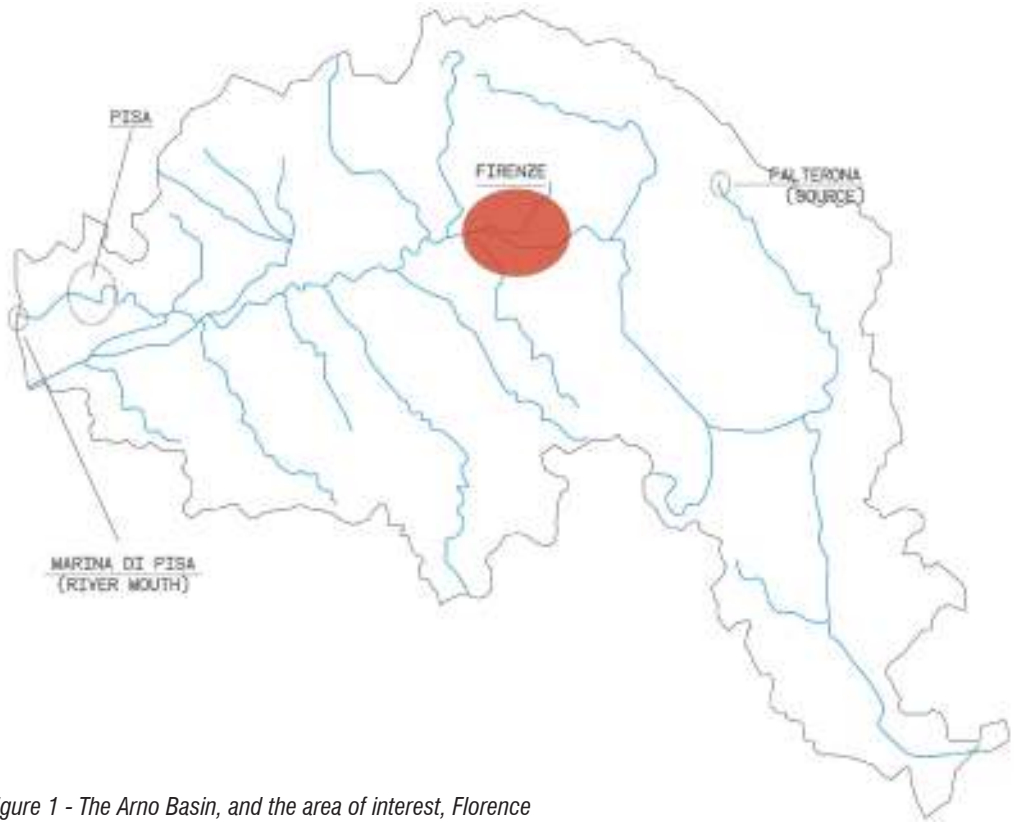 PISA
FIRENZE
FALTERONA
(SOURCE)
MARINA DI PISA
(RIVER MOUTH)
igure 1 - The Arno Basin, and the area of interest, Florence